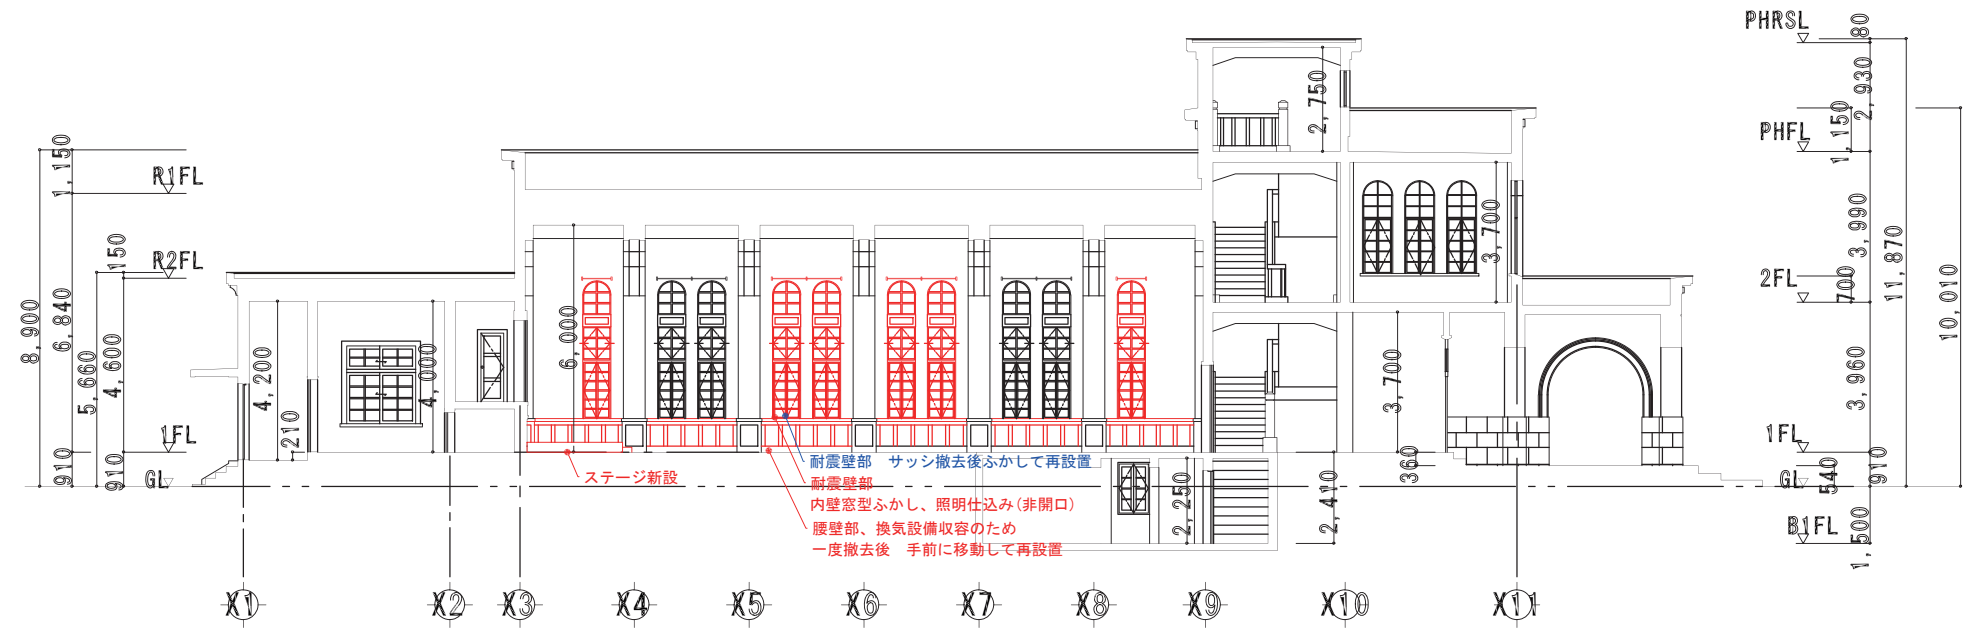 PHRSL
80
2,930
2,750
1,150
PHFL
1,150
R1FL
3,990
3,700
11,870
150
R2FL
2FL
700
10,010
8,900
6,840
5,660
4,600
4,200
4,000
6,000
3,700
3,960
210
1FL
1FL
910
910
GL
360
540
910
GL
耐震壁部 サッシ撤去後ふかして再設置
ステージ新設
耐震壁部
内壁窓型ふかし、照明仕込み(非開口)
腰壁部、換気設備収容のため
一度撤去後 手前に移動して再設置
2,250
2,410
B1FL
1,500
X1
X2
X3
X4
X5
X6
X7
X8
X9
X10
X11